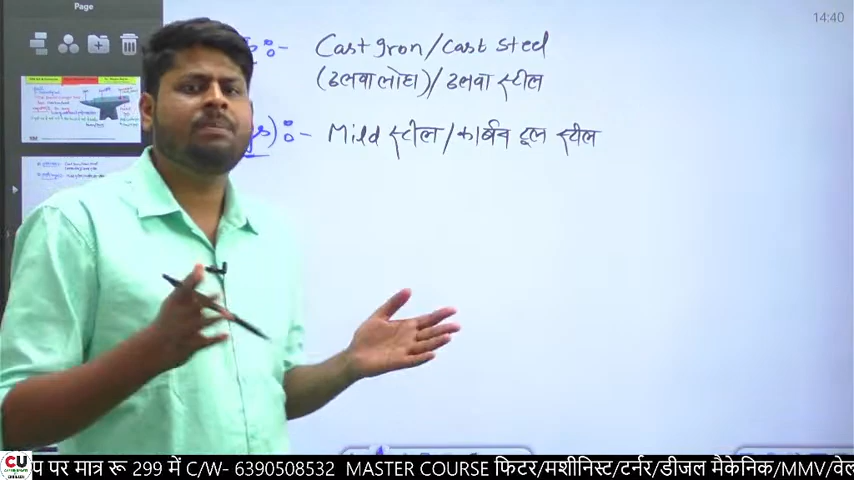 14:40
Page
Cast Iron/Cast Steel
(ढलवा लोहा)/ढलवा स्टील
Mild स्टील/कार्बन टूल स्टील
CU
प पर मात्र रू 299 में C/W- 6390508532 MASTER COURSE फिटर/मशीनिस्ट/टर्नर/डीजल मैकेनिक/MMV/वेल